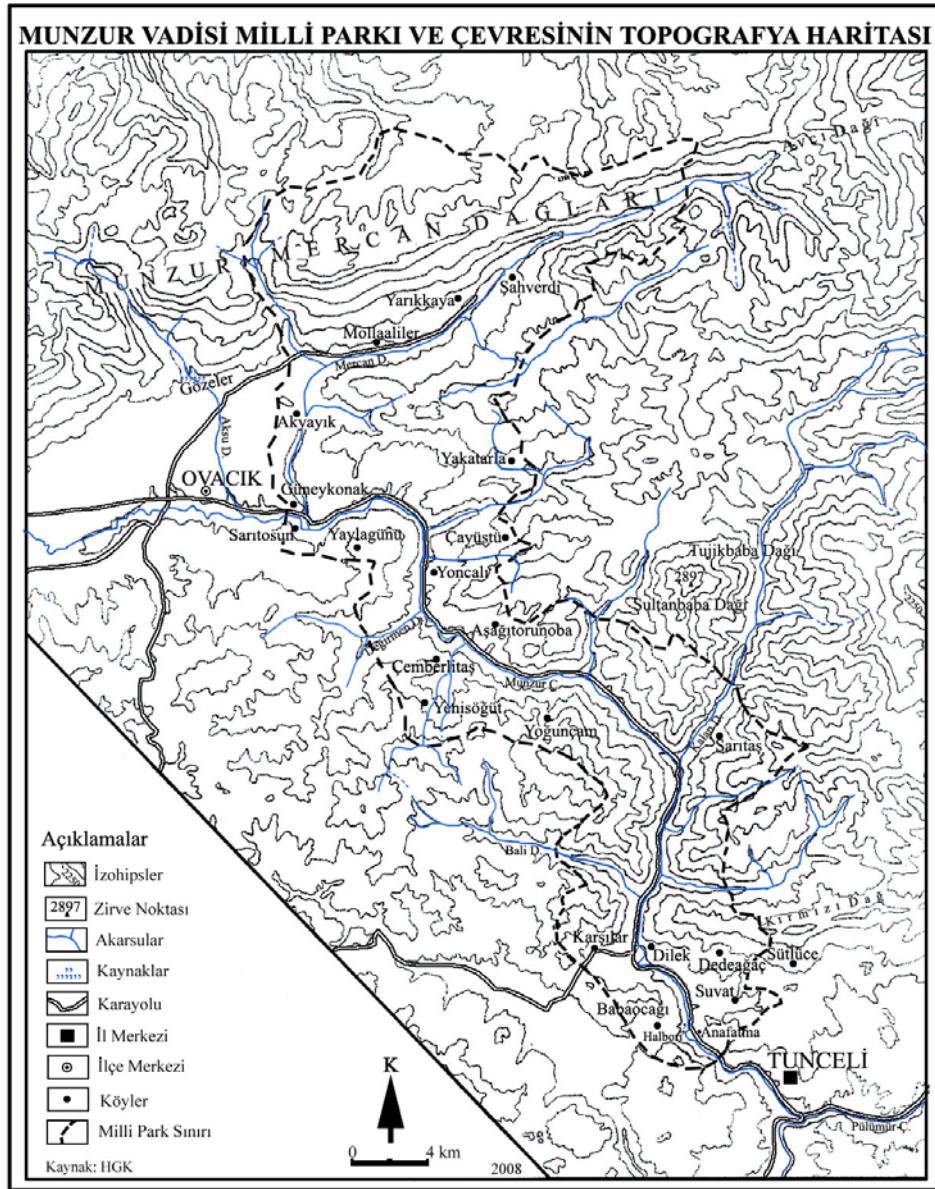 MUNZUR VADİSİ MİLLİ PARKI VE ÇEVRESİNİN TOPOGRAFYA HARİTASI
Avcı Dağı
MUNZUR MERCAN DAĞLARI
Şahverdi
Yarıkkaya
Mollaaliler
Mercan D.
Gözeler
Akyayık
Aksu D.
Yakatarla
OVACIK
Güneykonak
Sarıtosun
Yaylagünü
Çayüstü
Tujikbaba Dağı
Yoncalı
2897
Sultanbaba Dağı
2250
Aşağıtorunoba
Değirmen D.
Çemberlitaş
Munzur Ç.
Yenisöğüt
Yoğunçam
Kalan D.
Sarıtaş
Bali D.
Kırmızı Dağ
Karşılar
Dilek
Dedeağaç
Sütlüce
Suvat
Babaocağı
Halbori
Anafatma
TUNCELİ
Pülümür Ç.
Açıklamalar
2250
İzohipsler
2897
Zirve Noktası
Akarsular
Kaynaklar
Karayolu
İl Merkezi
İlçe Merkezi
Köyler
Milli Park Sınırı
Kaynak: HGK
K
0 4 km
2008